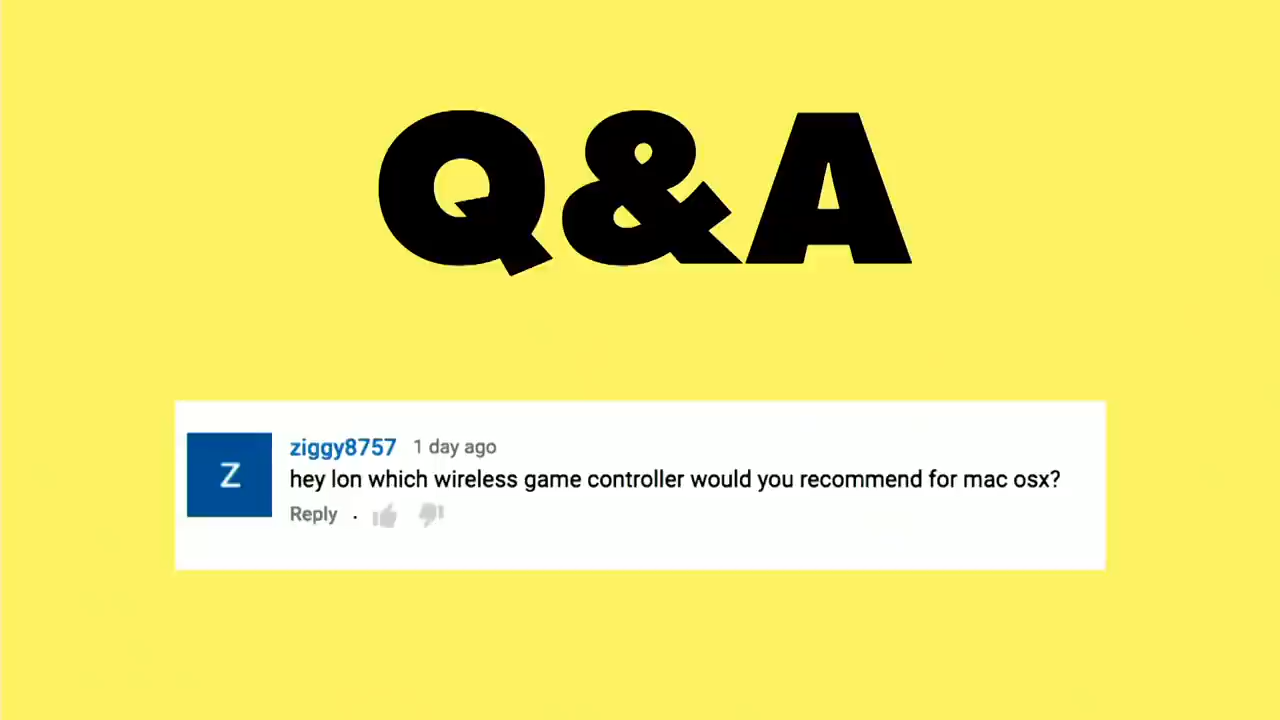 Q&A
Z
ziggy8757 1 day ago
hey lon which wireless game controller would you recommend for mac osx?
Reply .